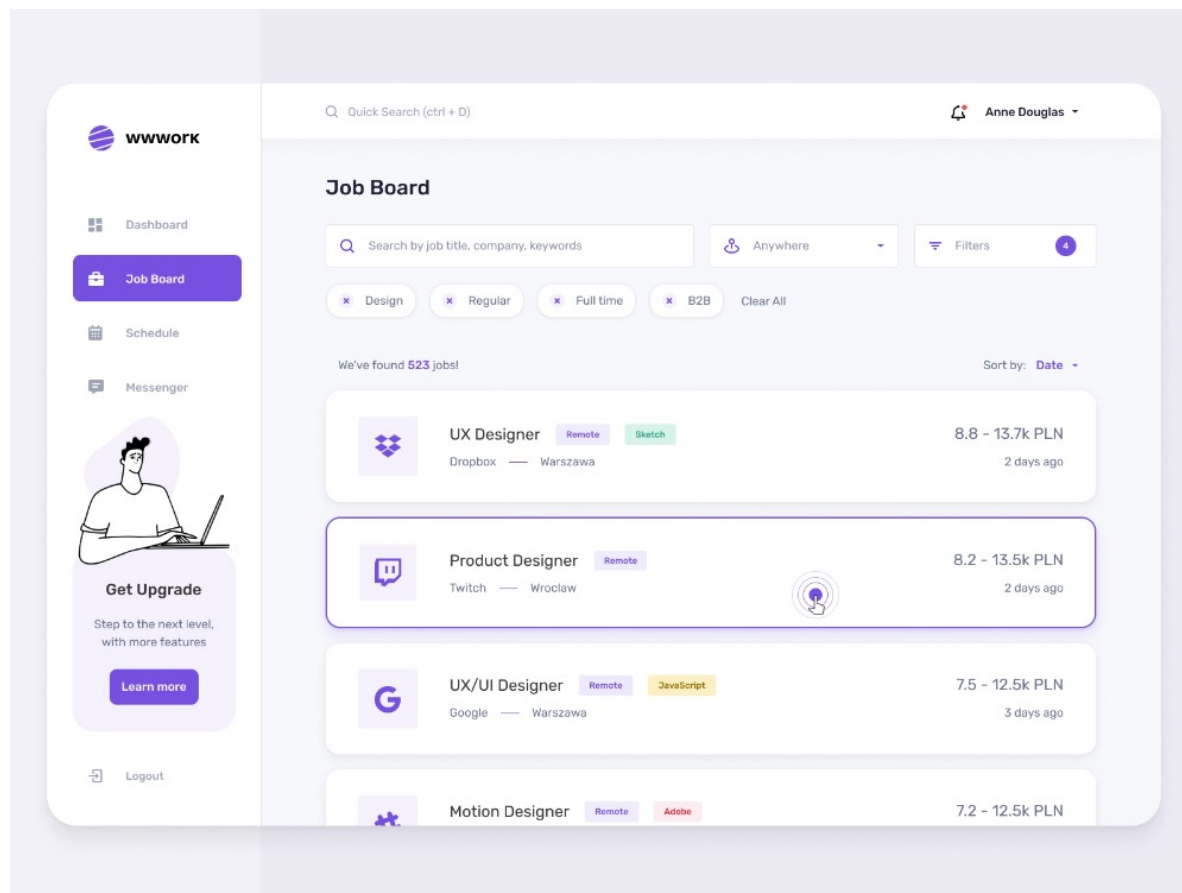 wwworк
Quick Search (ctrl + D)
Anne Douglas
Dashboard
Job Board
Schedule
Messenger
Get Upgrade
Step to the next level,
with more features
Learn more
Logout
Job Board
Search by job title, company, keywords
Anywhere
Filters
4
Design
Regular
Full time
B2B
Clear All
We've found 523 jobs!
Sort by: Date
UX Designer Remote Sketch 8.8 - 13.7k PLN
Dropbox — Warszawa 2 days ago
Product Designer Remote 8.2 - 13.5k PLN
Twitch — Wroclaw 2 days ago
UX/UI Designer Remote JavaScript 7.5 - 12.5k PLN
Google — Warszawa 3 days ago
Motion Designer Remote Adobe 7.2 - 12.5k PLN